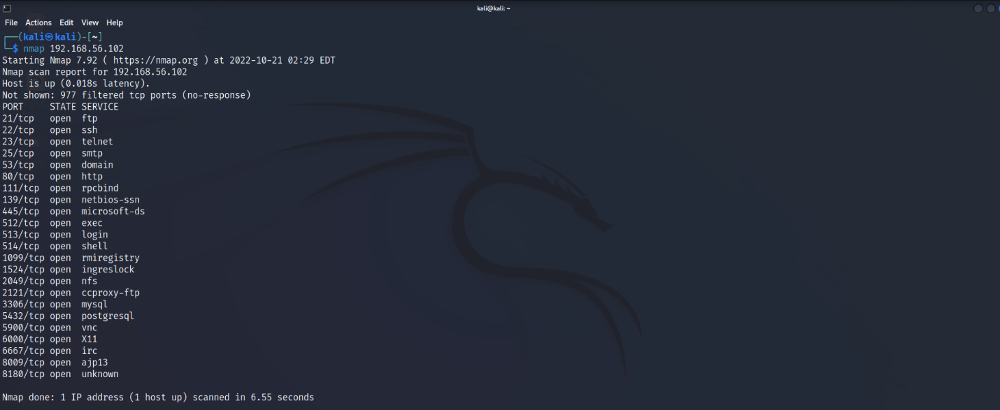 kali@kali: ~
File Actions Edit View Help
┌──(kali㉿kali)-[~]
└─$ nmap 192.168.56.102
Starting Nmap 7.92 ( https://nmap.org ) at 2022-10-21 02:29 EDT
Nmap scan report for 192.168.56.102
Host is up (0.018s latency).
Not shown: 977 filtered tcp ports (no-response)
PORT     STATE SERVICE
21/tcp   open  ftp
22/tcp   open  ssh
23/tcp   open  telnet
25/tcp   open  smtp
53/tcp   open  domain
80/tcp   open  http
111/tcp  open  rpcbind
139/tcp  open  netbios-ssn
445/tcp  open  microsoft-ds
512/tcp  open  exec
513/tcp  open  login
514/tcp  open  shell
1099/tcp open  rmiregistry
1524/tcp open  ingreslock
2049/tcp open  nfs
2121/tcp open  ccproxy-ftp
3306/tcp open  mysql
5432/tcp open  postgresql
5900/tcp open  vnc
6000/tcp open  X11
6667/tcp open  irc
8009/tcp open  ajp13
8180/tcp open  unknown
Nmap done: 1 IP address (1 host up) scanned in 6.55 seconds